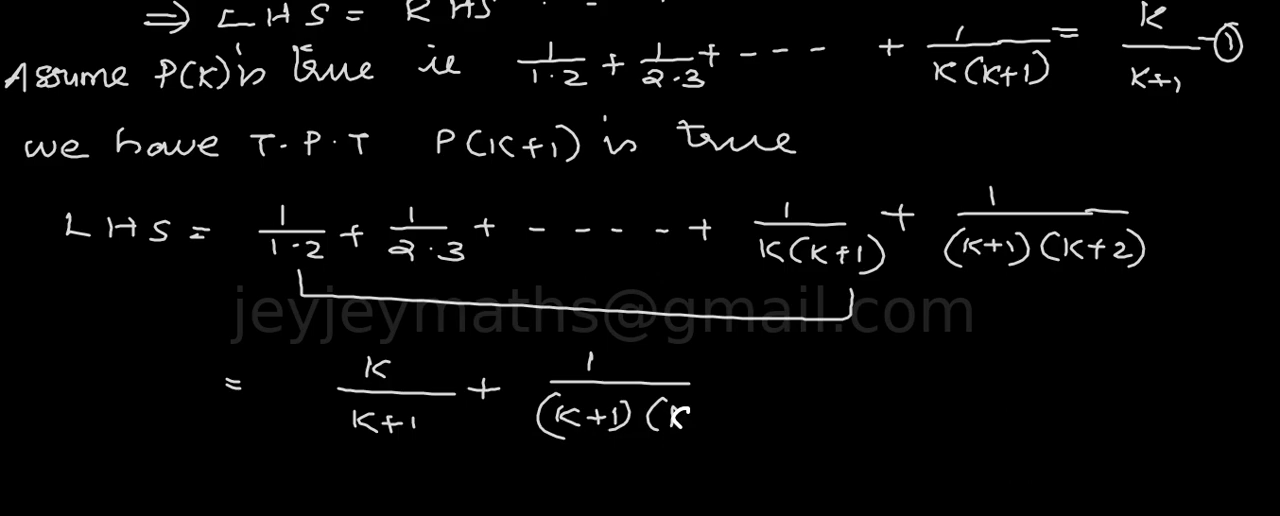 ⇒ LHS = RHS
Assume P(K) is true ie 1/1·2 + 1/2·3 + ---- + 1/K(K+1) = K/K+1 -①
we have T.P.T P(K+1) is true
LHS = 1/1·2 + 1/2·3 + ----- + 1/K(K+1) + 1/(K+1)(K+2)
jeyjeymaths@gmail.com
= K/K+1 + 1/(K+1)(K